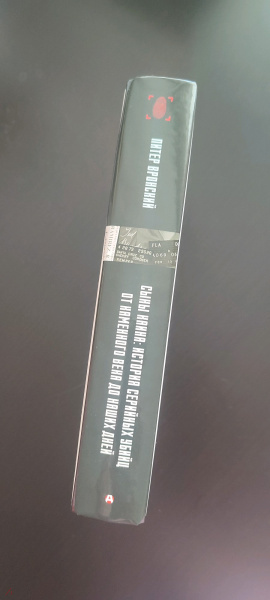 ПИТЕР ВРОНСКИЙ
СЫНЫ КАИНА: ИСТОРИЯ СЕРИЙНЫХ УБИЙЦ
ОТ КАМЕННОГО ВЕКА ДО НАШИХ ДНЕЙ